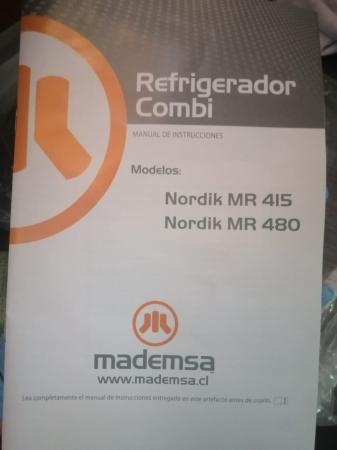 Refrigerador
Combi
MANUAL DE INSTRUCCIONES
Modelos:
Nordik MR 415
Nordik MR 480
mademsa
www.mademsa.cl
Lea completamente el manual de instrucciones entregado en este artefacto antes de usarlo.